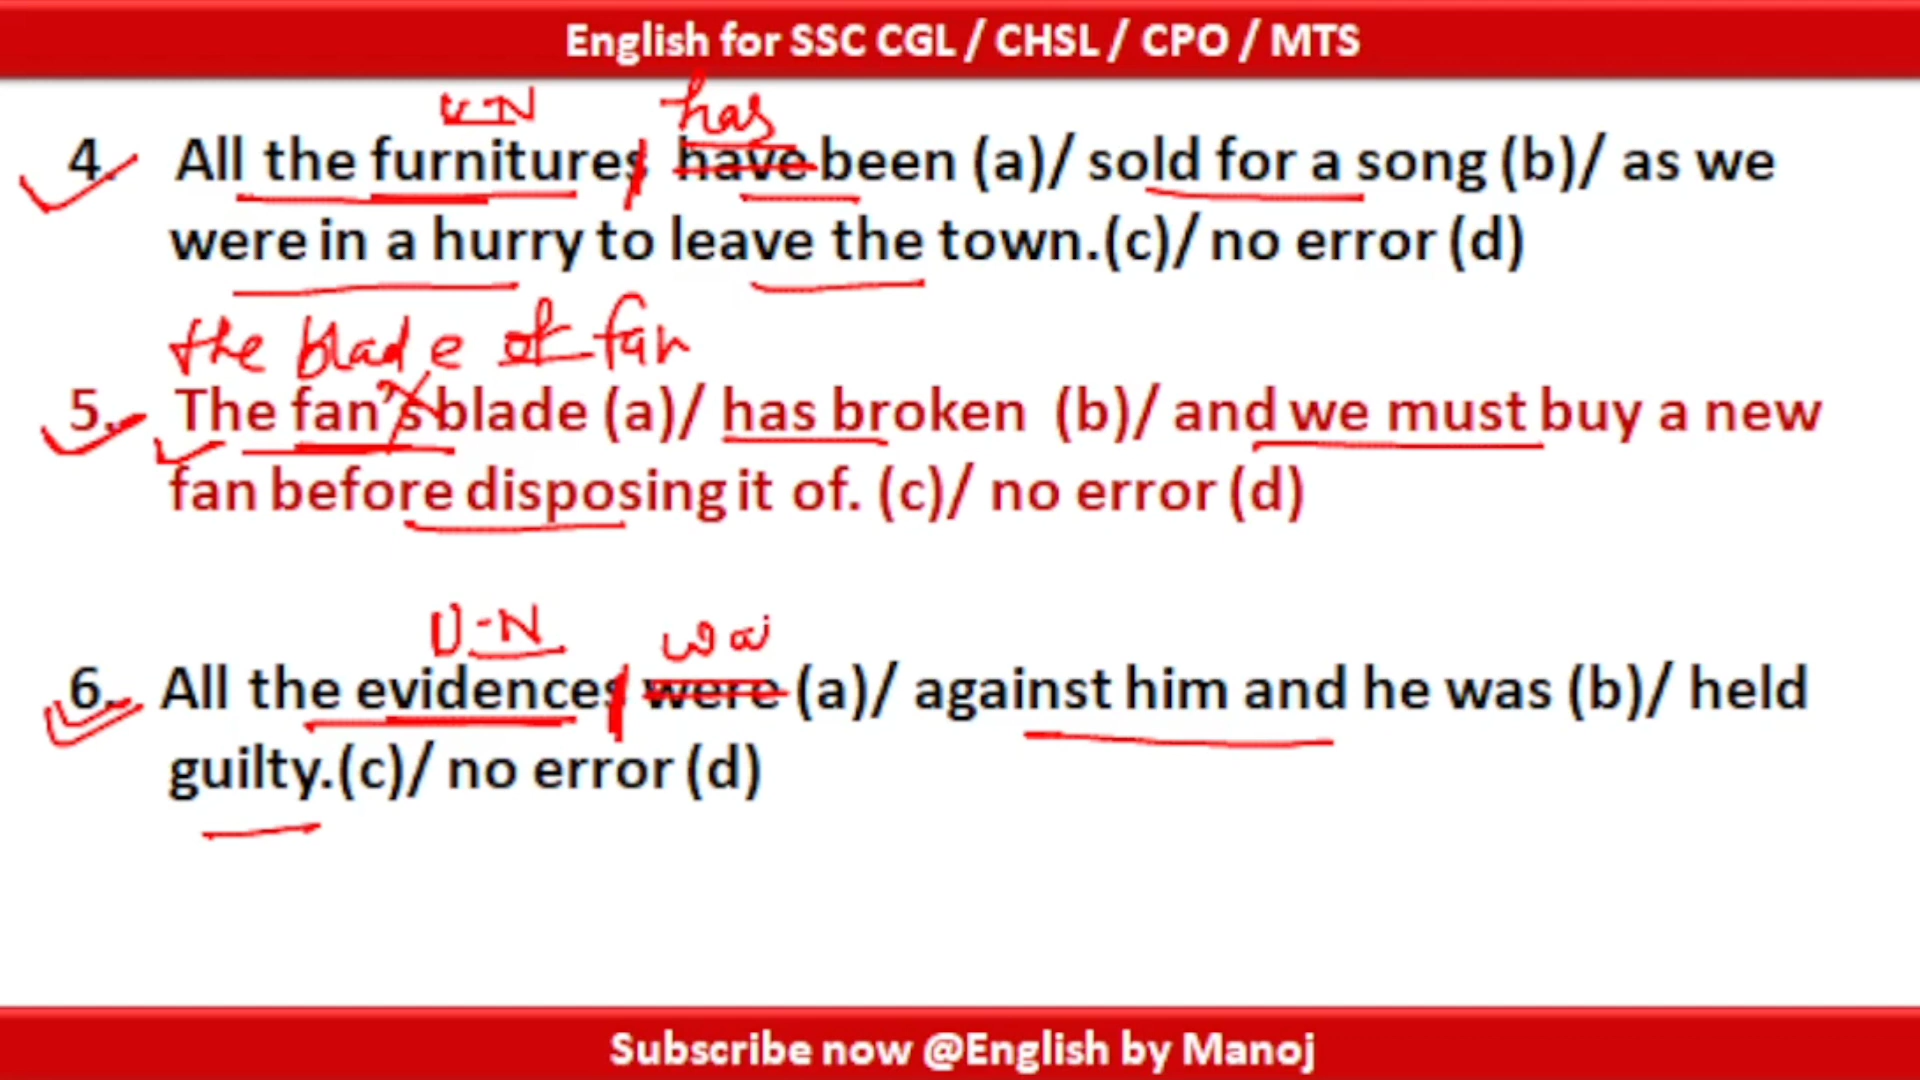 English for SSC CGL / CHSL / CPO / MTS
U-N has
4. All the furnitures have been (a)/ sold for a song (b)/ as we
were in a hurry to leave the town.(c)/ no error (d)
the blade of fan
5. The fan's blade (a)/ has broken (b)/ and we must buy a new
fan before disposing it of. (c)/ no error (d)
U-N
6. All the evidences were (a)/ against him and he was (b)/ held
guilty.(c)/ no error (d)
Subscribe now @English by Manoj